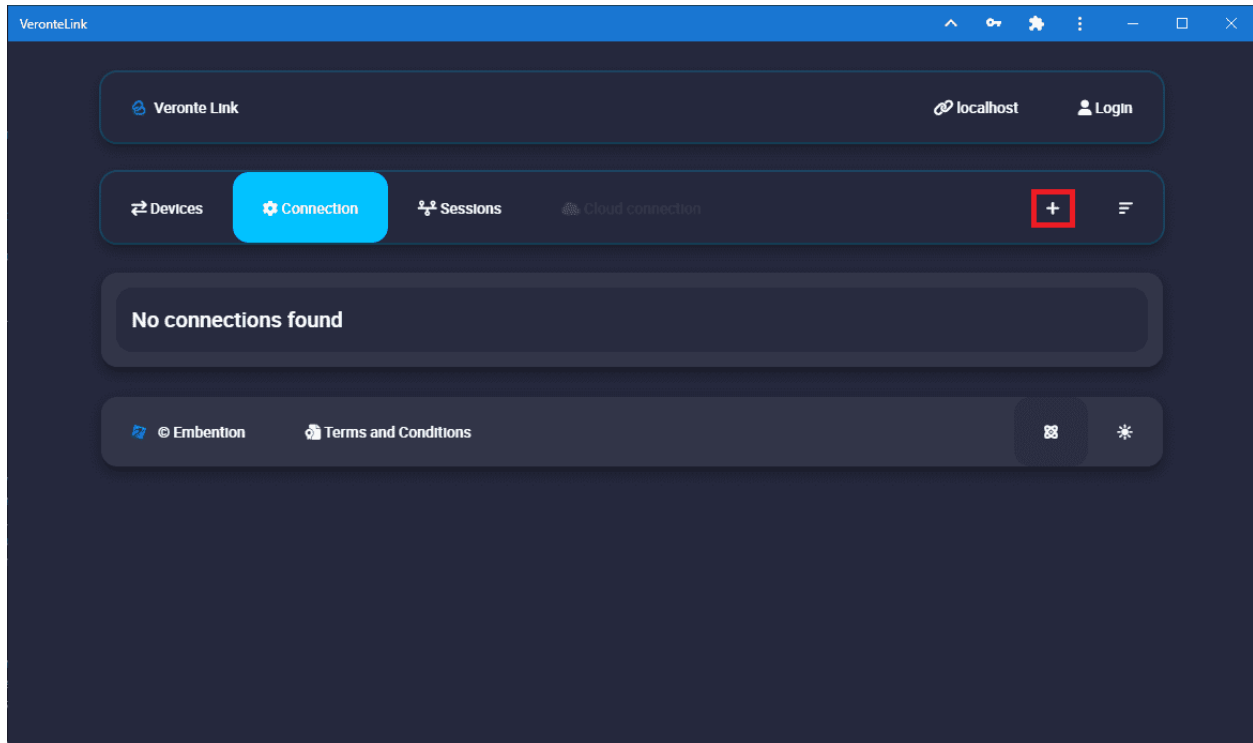 VeronteLink
Veronte Link localhost Login
Devices Connection Sessions Cloud connection
No connections found
© Embention Terms and Conditions